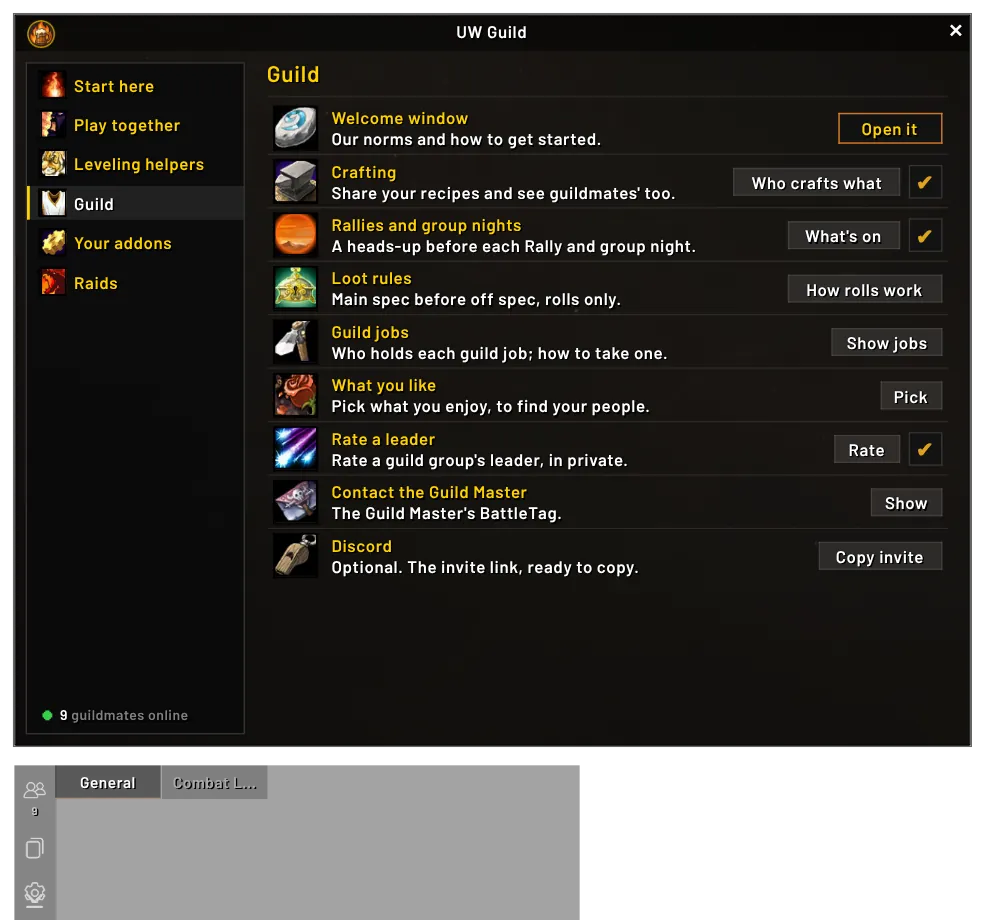 UW Guild
Start here
Play together
Leveling helpers
Guild
Your addons
Raids
9 guildmates online
Guild
Welcome window
Our norms and how to get started.
Open it
Crafting
Share your recipes and see guildmates' too.
Who crafts what
Rallies and group nights
A heads-up before each Rally and group night.
What's on
Loot rules
Main spec before off spec, rolls only.
How rolls work
Guild jobs
Who holds each guild job; how to take one.
Show jobs
What you like
Pick what you enjoy, to find your people.
Pick
Rate a leader
Rate a guild group's leader, in private.
Rate
Contact the Guild Master
The Guild Master's BattleTag.
Show
Discord
Optional. The invite link, ready to copy.
Copy invite
General
Combat L...
9